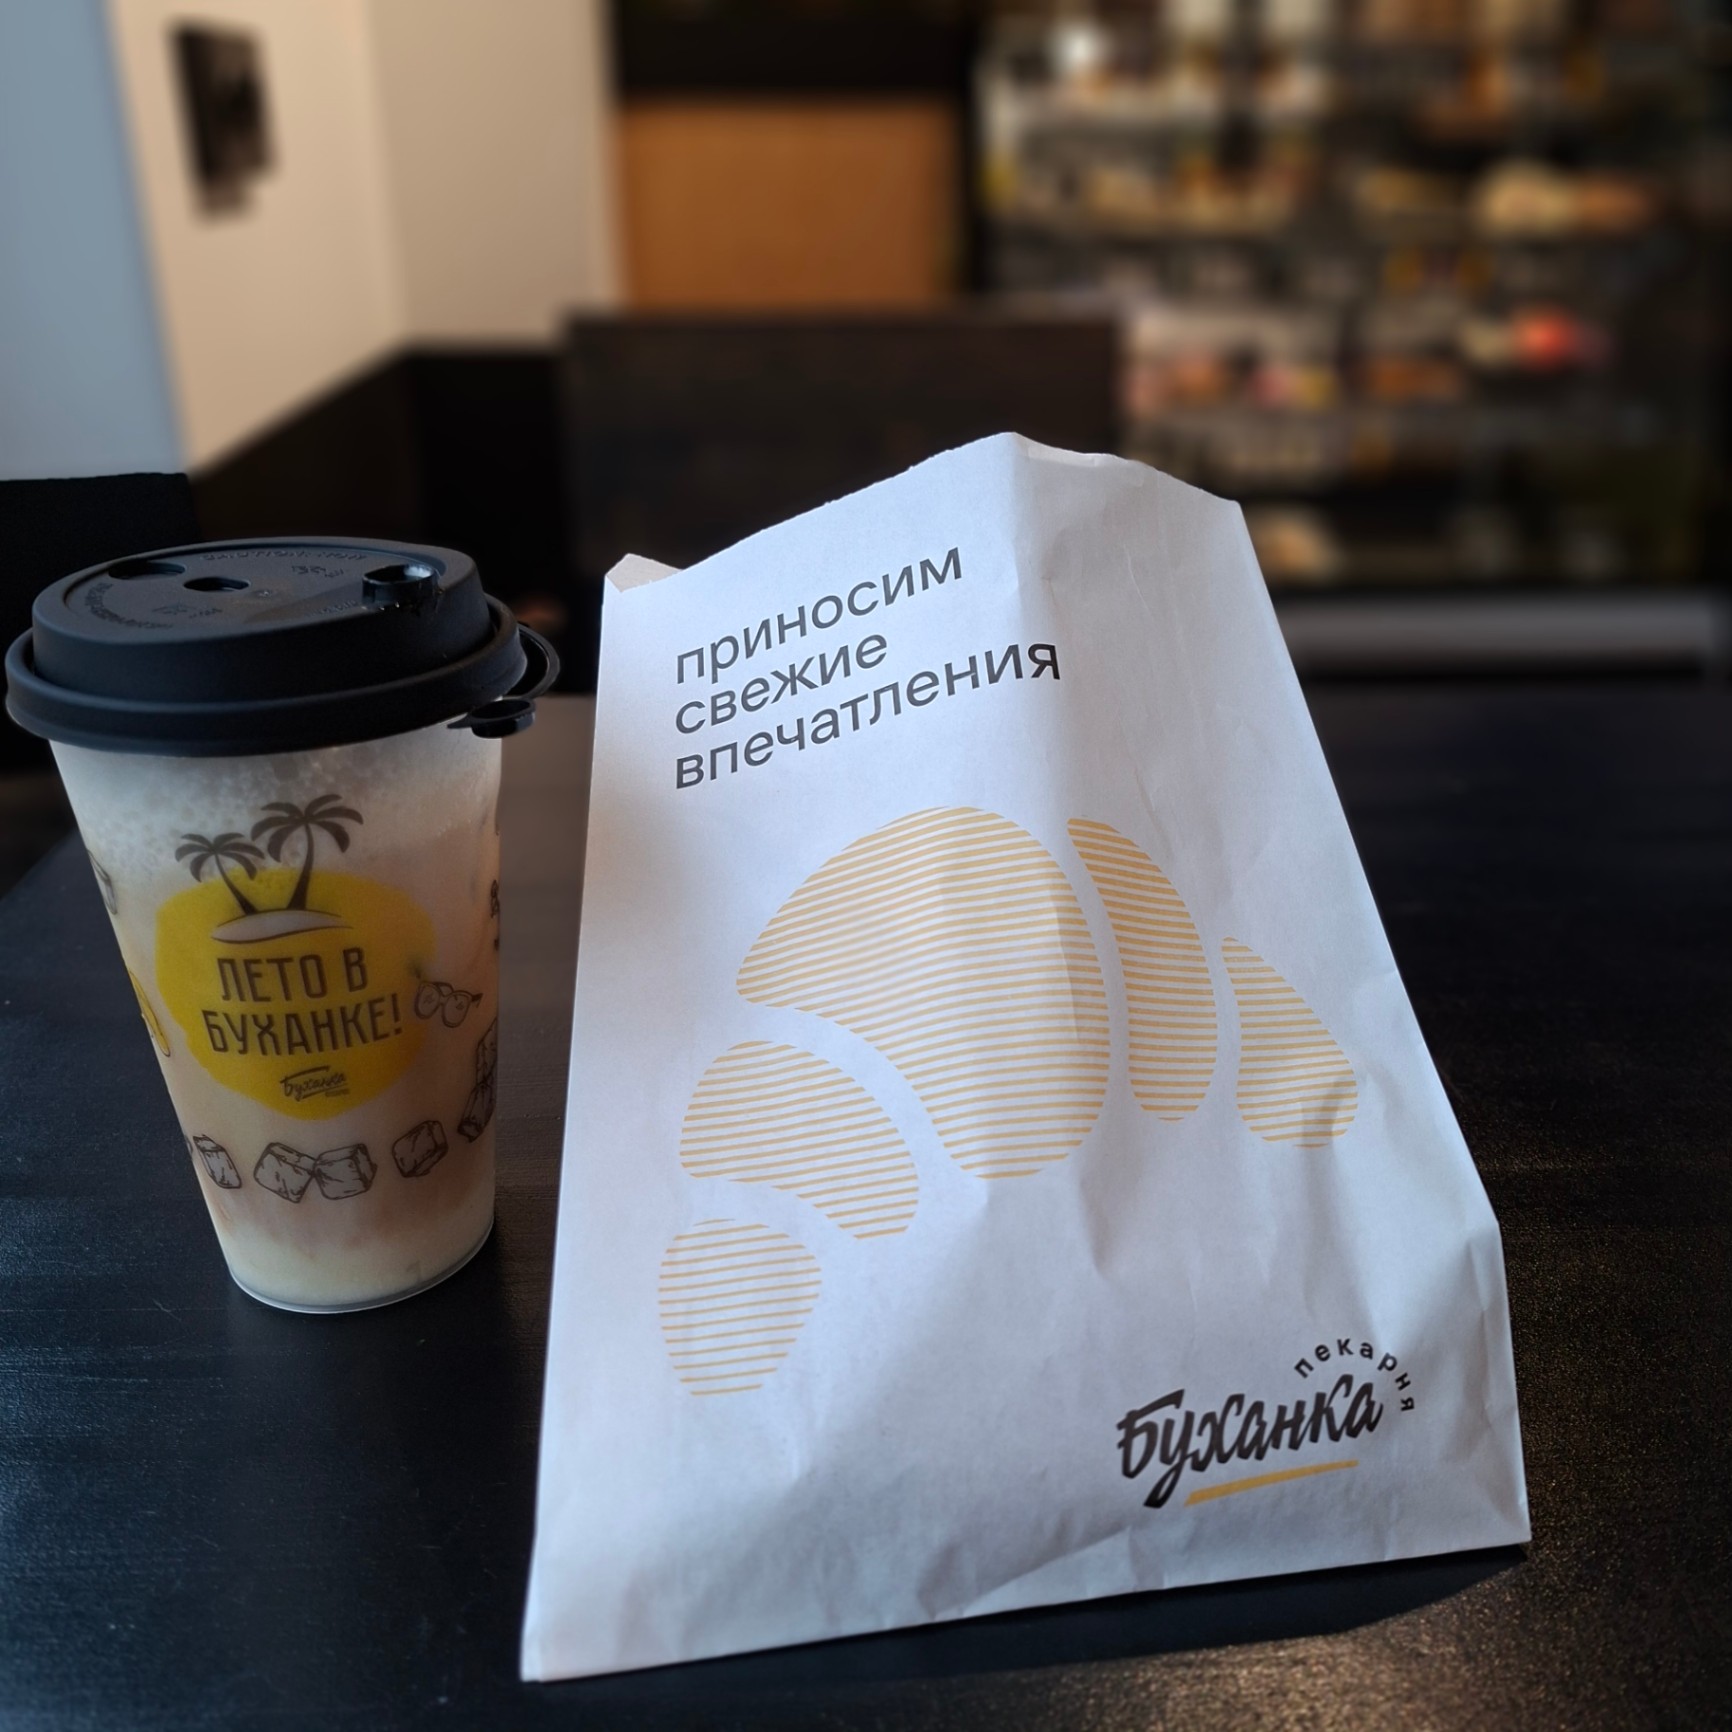 ЛЕТО В
БУХАНКЕ!
Буханка
приносим
свежие
впечатления
пекарня
Буханка